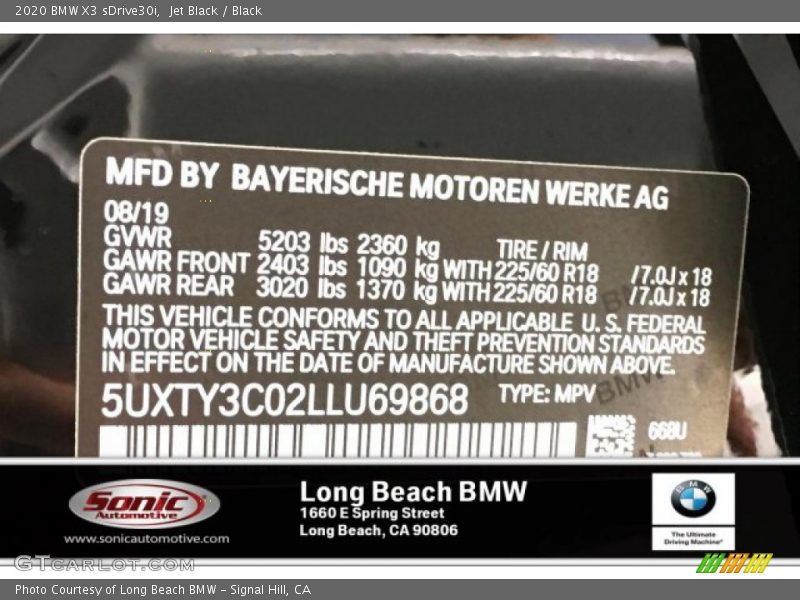 2020 BMW X3 sDrive30i,  Jet Black / Black
MFD BY BAYERISCHE MOTOREN WERKE AG
08/19
GVWR 5203 lbs 2360 kg TIRE / RIM
GAWR FRONT 2403 lbs 1090 kg WITH 225/60 R18 /7.0J x 18
GAWR REAR 3020 lbs 1370 kg WITH 225/60 R18 /7.0J x 18
THIS VEHICLE CONFORMS TO ALL APPLICABLE U. S. FEDERAL
MOTOR VEHICLE SAFETY AND THEFT PREVENTION STANDARDS
IN EFFECT ON THE DATE OF MANUFACTURE SHOWN ABOVE.
5UXTY3C02LLU69868 TYPE: MPV
668U
BMW
Sonic
Automotive
www.sonicautomotive.com
Long Beach BMW
1660 E Spring Street
Long Beach, CA 90806
BMW
The Ultimate
Driving Machine®
GTCARLOT.COM
Photo Courtesy of Long Beach BMW - Signal Hill, CA